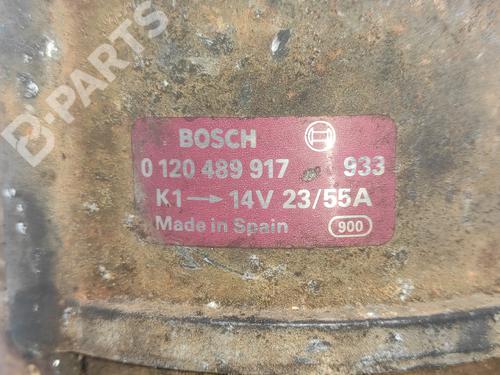 B-PARTS
BOSCH
0 120 489 917 933
K1→14V 23/55A
Made in Spain 900